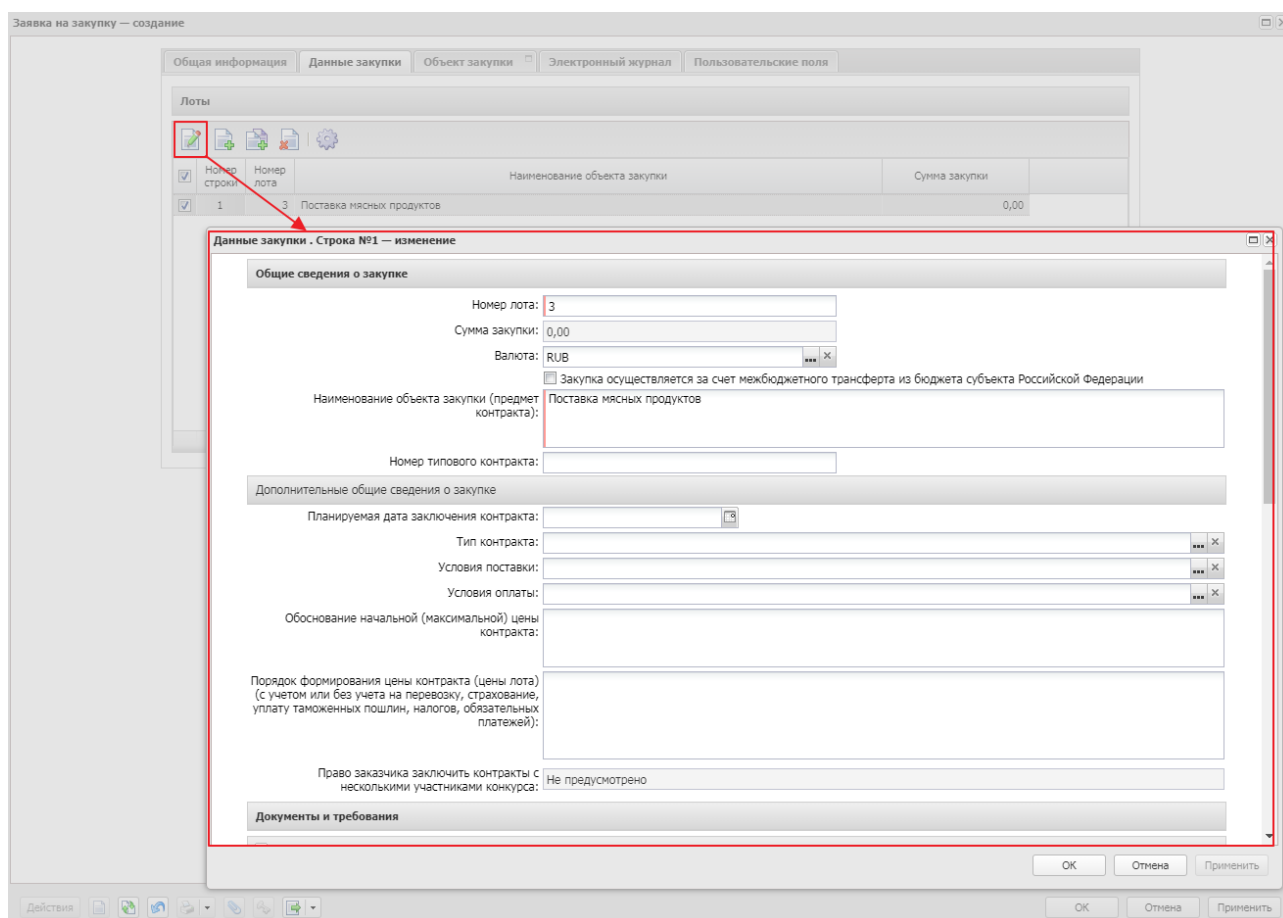 Заявка на закупку — создание
Общая информация Данные закупки Объект закупки Электронный журнал Пользовательские поля
Лоты
Номер строки Номер лота Наименование объекта закупки Сумма закупки
1 3 Поставка мясных продуктов 0,00
Данные закупки . Строка №1 — изменение
Общие сведения о закупке
Номер лота: 3
Сумма закупки: 0,00
Валюта: RUB
Закупка осуществляется за счет межбюджетного трансферта из бюджета субъекта Российской Федерации
Наименование объекта закупки (предмет Поставка мясных продуктов
контракта):
Номер типового контракта:
Дополнительные общие сведения о закупке
Планируемая дата заключения контракта:
Тип контракта:
Условия поставки:
Условия оплаты:
Обоснование начальной (максимальной) цены
контракта:
Порядок формирования цены контракта (цены лота)
(с учетом или без учета на перевозку, страхование,
уплату таможенных пошлин, налогов, обязательных
платежей):
Право заказчика заключить контракты с
несколькими участниками конкурса: Не предусмотрено
Документы и требования
ОК Отмена Применить
Действия ОК Отмена Применить